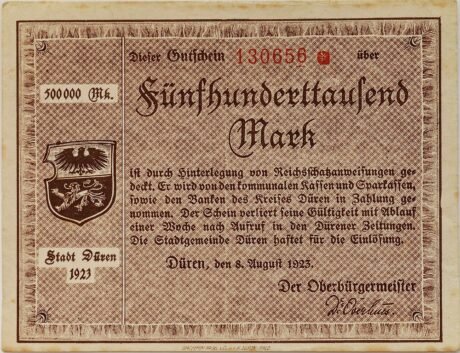 Dieser Gutschein 130656 über
500000 Mk.
Fünfhunderttausend
Mark
ist durch Hinterlegung von Reichsschatzanweisungen ge-
deckt. Er wird von den kommunalen Kassen und Sparkassen,
sowie den Banken des Kreises Düren in Zahlung ge-
nommen. Der Schein verliert seine Gültigkeit mit Ablauf
einer Woche nach Aufruf in den Dürener Zeitungen.
Die Stadtgemeinde Düren haftet für die Einlösung.
Stadt Düren
1923
Düren, den 8. August 1923.
Der Oberbürgermeister